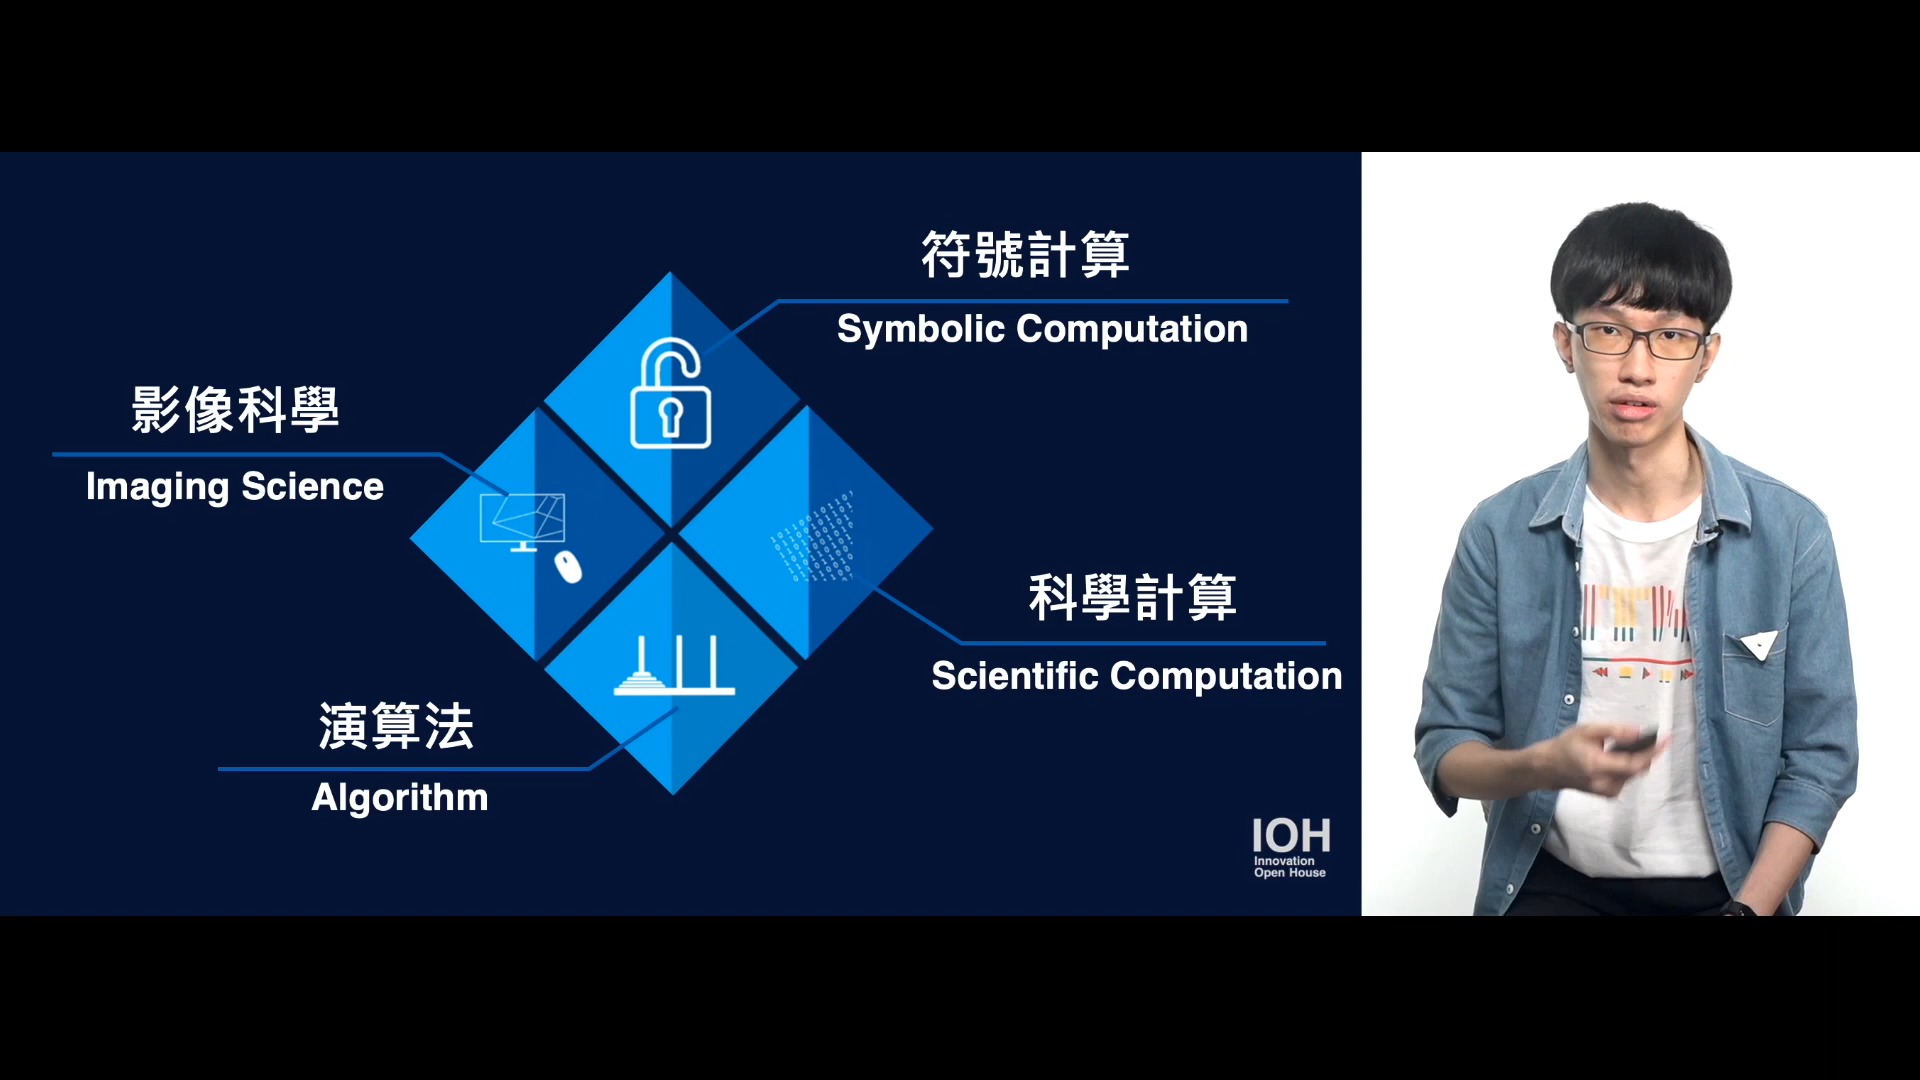 符號計算
Symbolic Computation
影像科學
Imaging Science
科學計算
Scientific Computation
演算法
Algorithm
IOH
Innovation
Open House